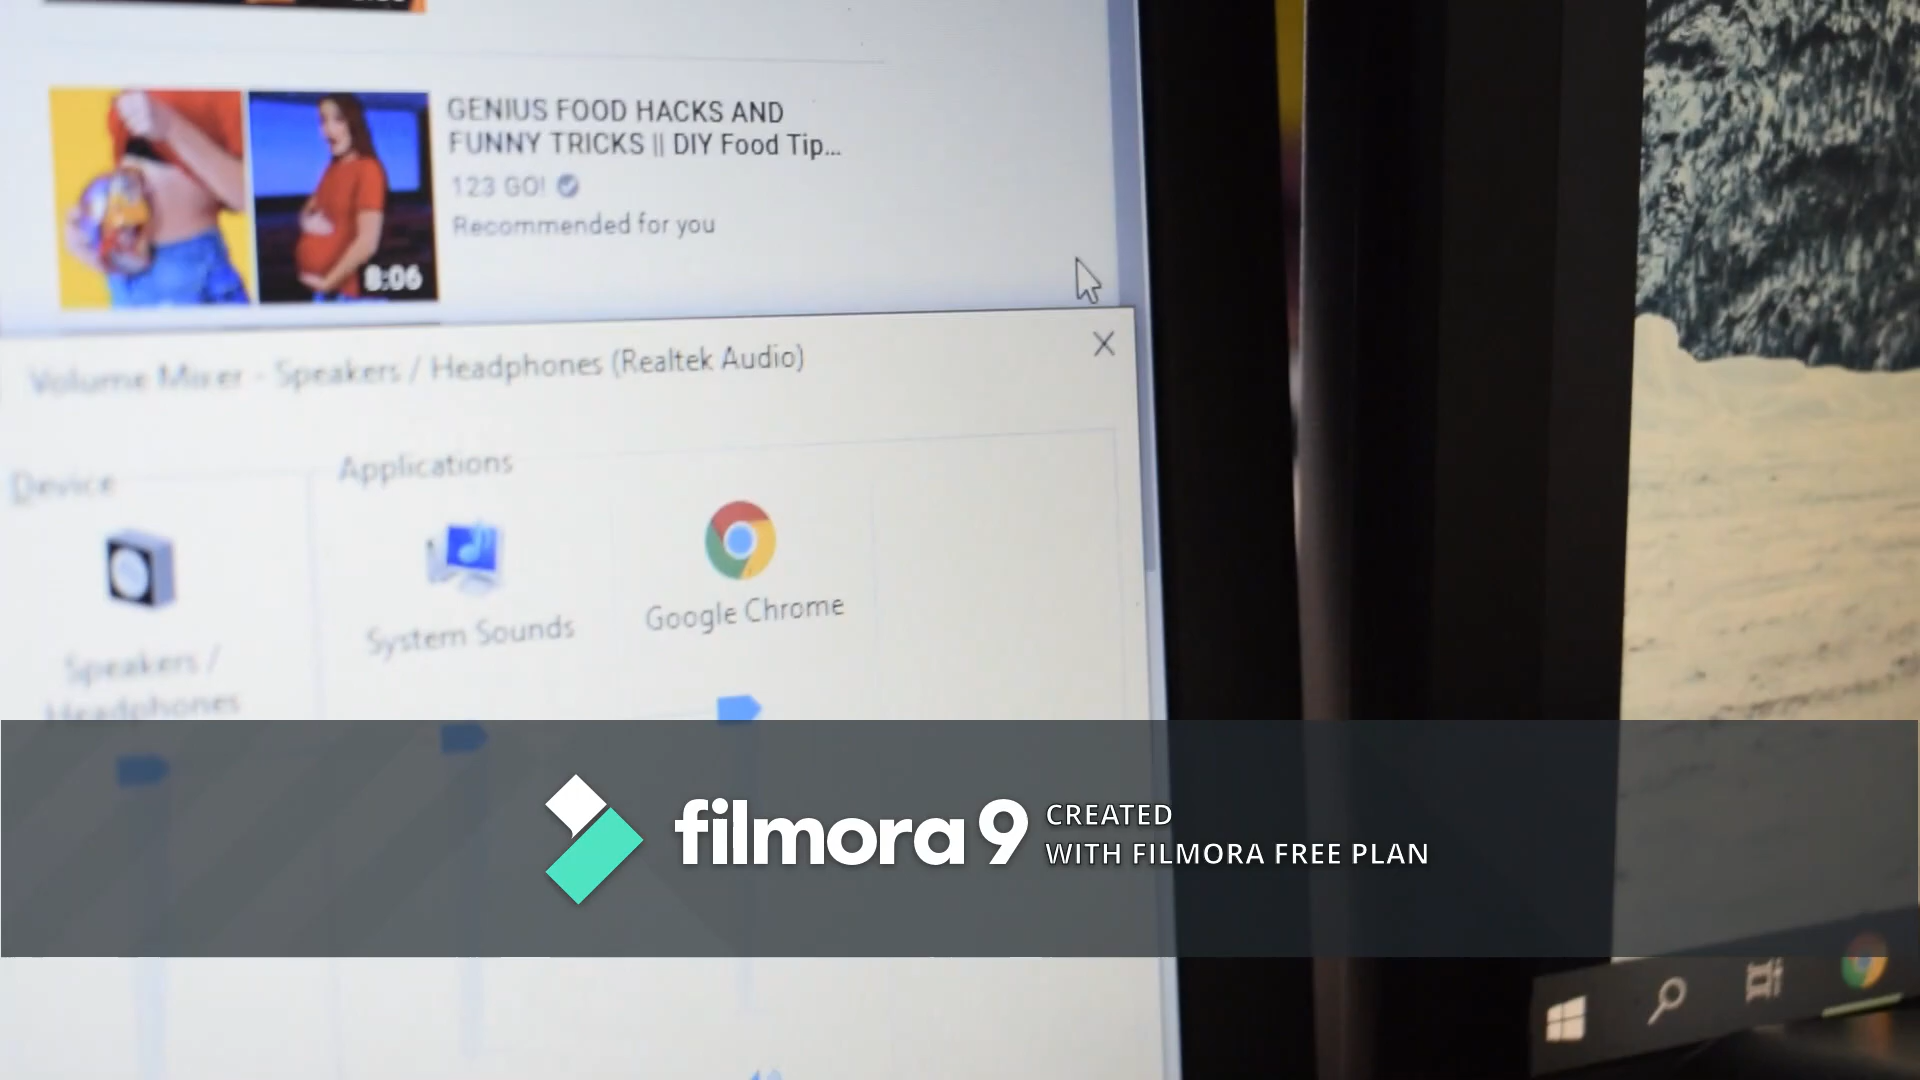 GENIUS FOOD HACKS AND
FUNNY TRICKS || DIY Food Tip...
123 GO!
Recommended for you
8:06
Volume Mixer - Speakers / Headphones (Realtek Audio)
Device
Applications
Speakers /
Headphones
System Sounds
Google Chrome
filmora9
CREATED
WITH FILMORA FREE PLAN